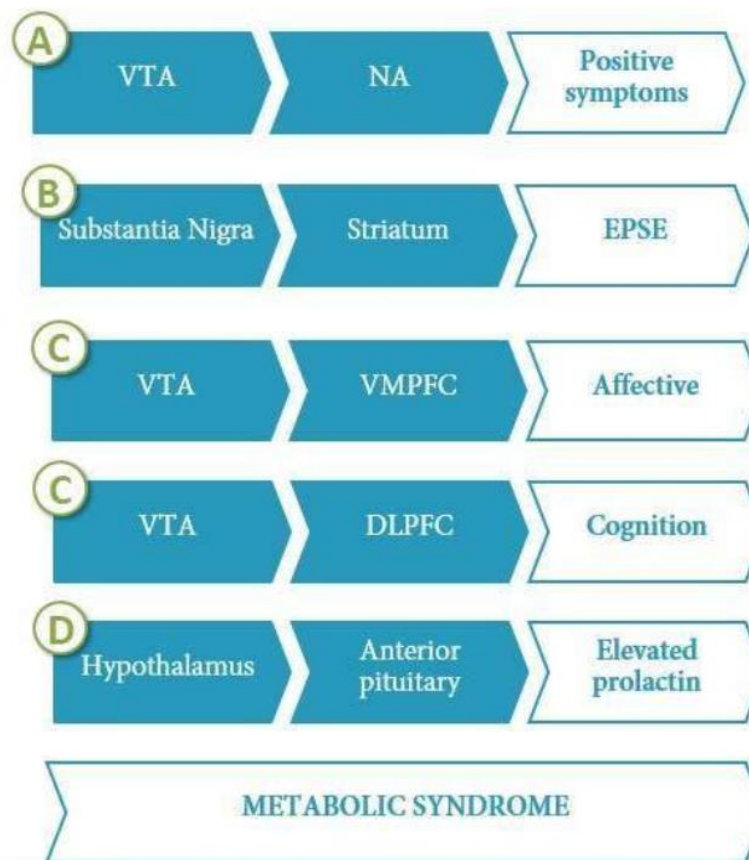 A
VTA
NA
Positive
symptoms
B
Substantia Nigra
Striatum
EPSE
C
VTA
VMPFC
Affective
C
VTA
DLPFC
Cognition
D
Hypothalamus
Anterior
pituitary
Elevated
prolactin
METABOLIC SYNDROME